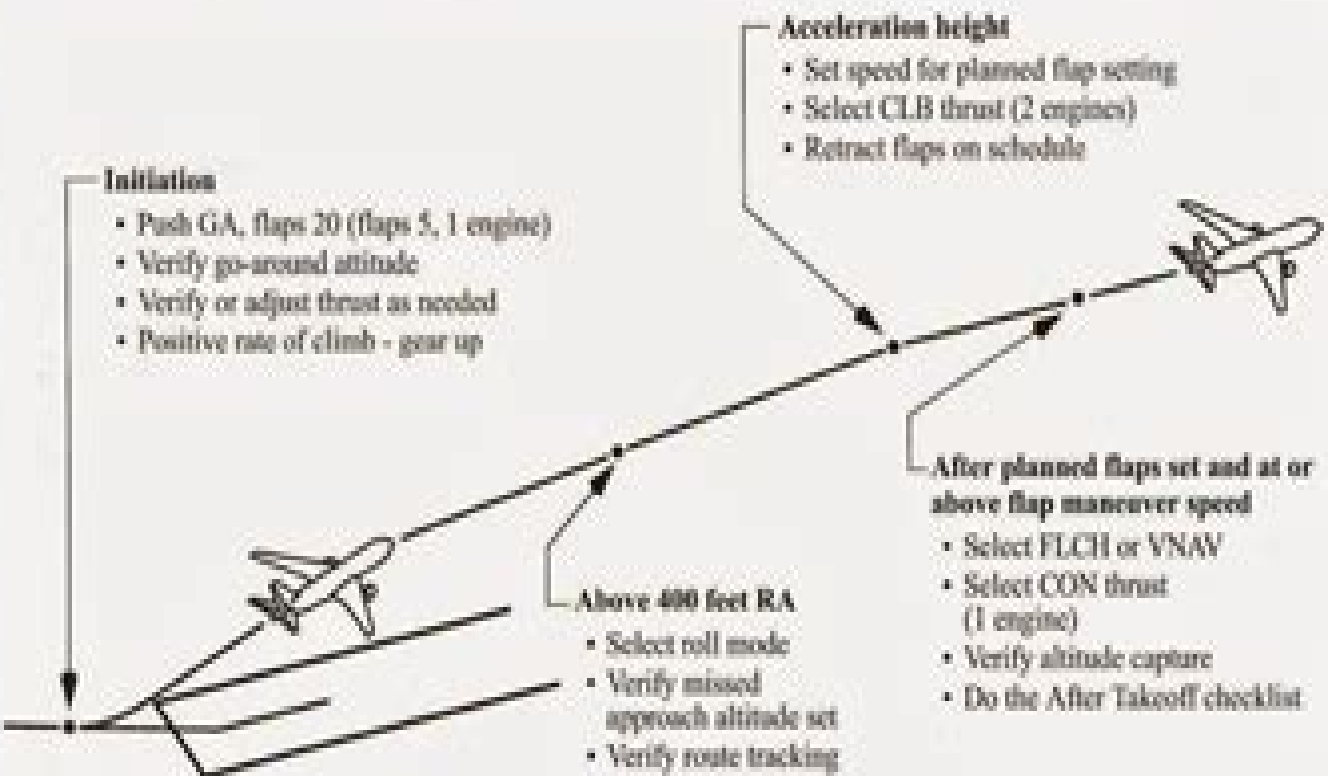 Acceleration height
• Set speed for planned flap setting
• Select CLB thrust (2 engines)
• Retract flaps on schedule
Initiation
• Push GA, flaps 20 (flaps 5, 1 engine)
• Verify go-around attitude
• Verify or adjust thrust as needed
• Positive rate of climb - gear up
After planned flaps set and at or
above flap maneuver speed
• Select FLCH or VNAV
• Select CON thrust
(1 engine)
• Verify altitude capture
• Do the After Takeoff checklist
Above 400 feet RA
• Select roll mode
• Verify missed
approach altitude set
• Verify route tracking